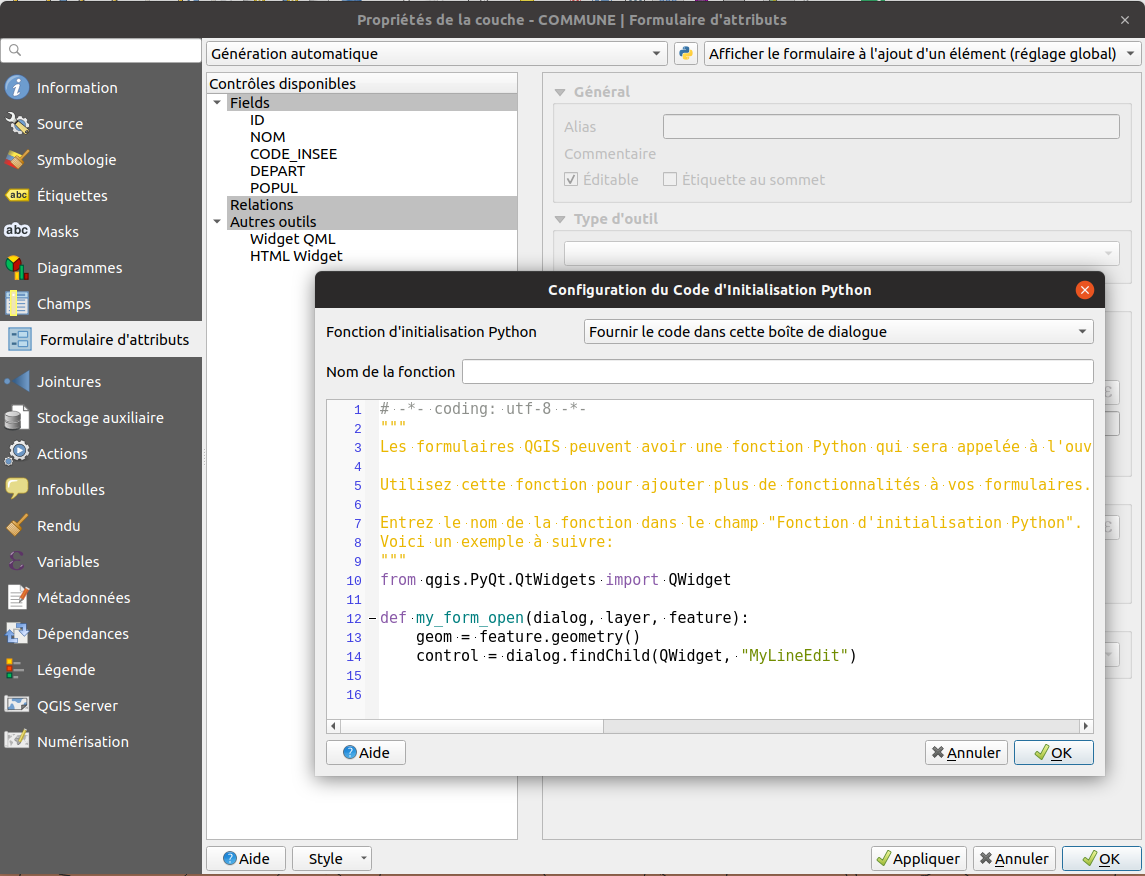 Propriétés de la couche - COMMUNE | Formulaire d'attributs
Génération automatique
Afficher le formulaire à l'ajout d'un élément (réglage global)
Information
Source
Symbologie
abc Étiquettes
abc Masks
Diagrammes
Champs
Formulaire d'attributs
Jointures
Stockage auxiliaire
Actions
Infobulles
Rendu
Variables
Métadonnées
Dépendances
Légende
QGIS Server
Numérisation
Contrôles disponibles
Fields
ID
NOM
CODE_INSEE
DEPART
POPUL
Relations
Autres outils
Widget QML
HTML Widget
Général
Alias
Commentaire
Éditable
Étiquette au sommet
Type d'outil
Configuration du Code d'Initialisation Python
Fonction d'initialisation Python
Fournir le code dans cette boîte de dialogue
Nom de la fonction
1 # -*- coding: utf-8 -*-
2 """
3 Les formulaires QGIS peuvent avoir une fonction Python qui sera appelée à l'ouv
4
5 Utilisez cette fonction pour ajouter plus de fonctionnalités à vos formulaires.
6
7 Entrez le nom de la fonction dans le champ "Fonction d'initialisation Python".
8 Voici un exemple à suivre:
9 """
10 from qgis.PyQt.QtWidgets import QWidget
11
12 def my_form_open(dialog, layer, feature):
13 geom = feature.geometry()
14 control = dialog.findChild(QWidget, "MyLineEdit")
15
16
Aide
Annuler
OK
Aide
Style
Appliquer
Annuler
OK